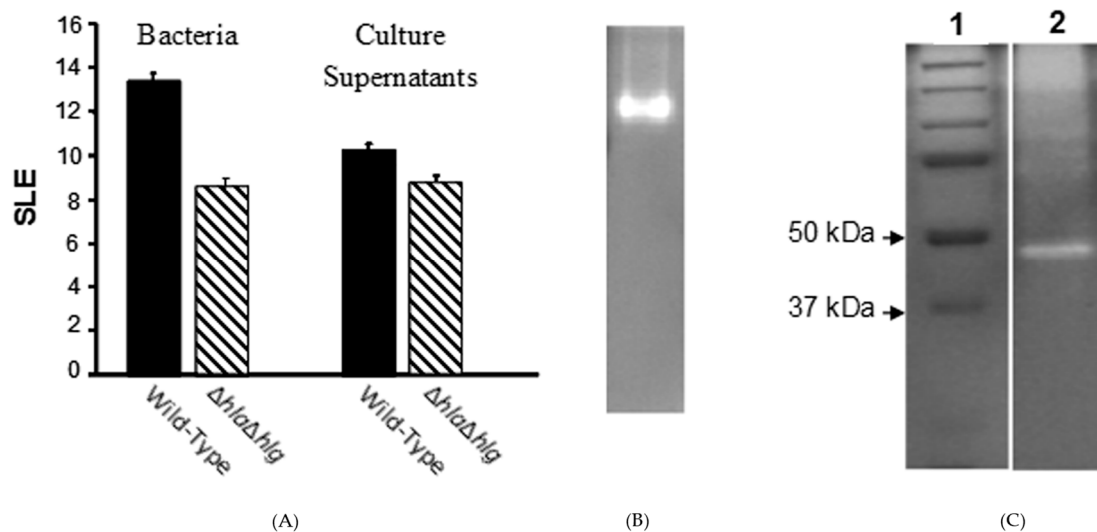 16
14
12
10
8
6
4
2
0
SLE
Bacteria
Culture
Supernatants
Wild-Type
ΔhlaΔhlg
Wild-Type
ΔhlaΔhlg
1
2
50 kDa
37 kDa
(A)
(B)
(C)